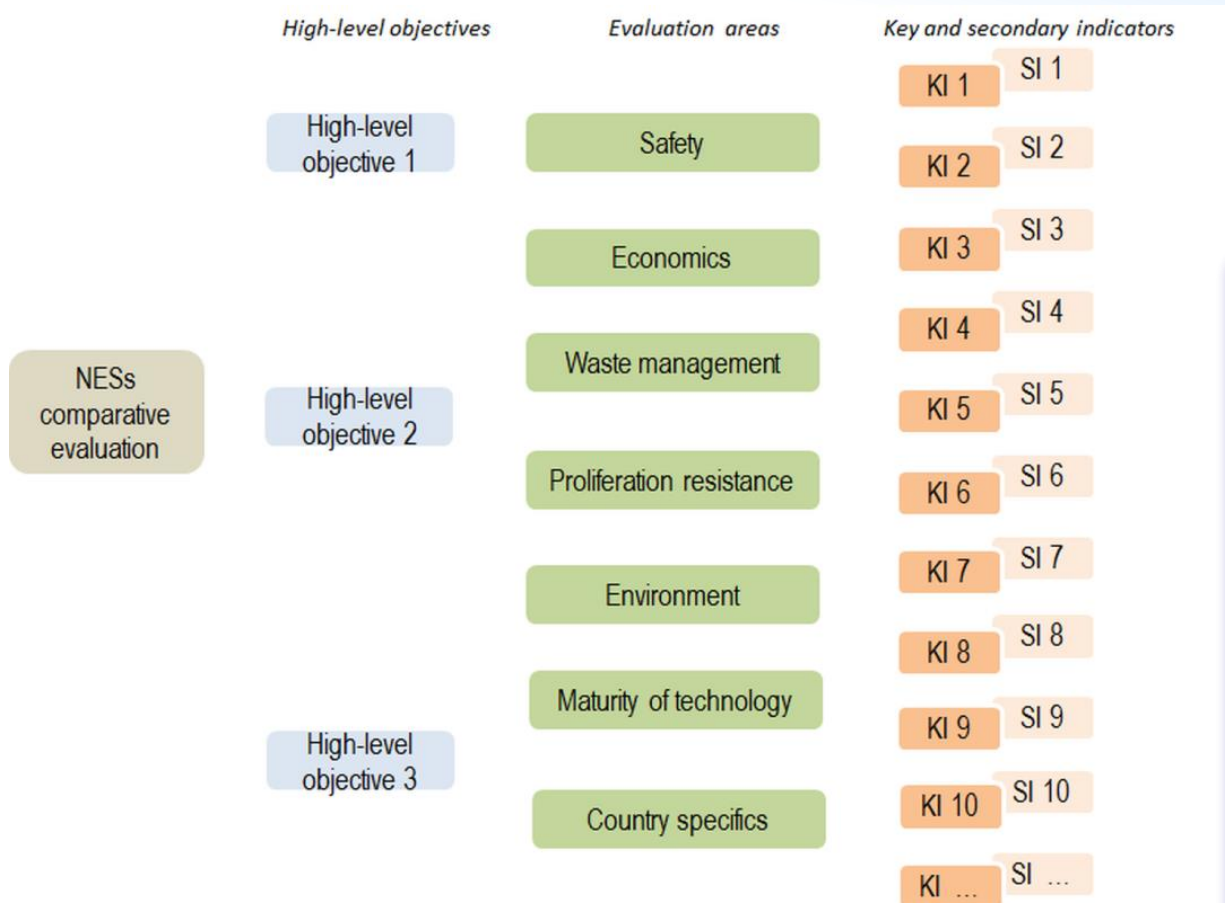 High-level objectives
Evaluation areas
Key and secondary indicators
NESs
comparative
evaluation
High-level
objective 1
High-level
objective 2
High-level
objective 3
Safety
Economics
Waste management
Proliferation resistance
Environment
Maturity of technology
Country specifics
KI 1
SI 1
KI 2
SI 2
KI 3
SI 3
KI 4
SI 4
KI 5
SI 5
KI 6
SI 6
KI 7
SI 7
KI 8
SI 8
KI 9
SI 9
KI 10
SI 10
KI ...
SI ...